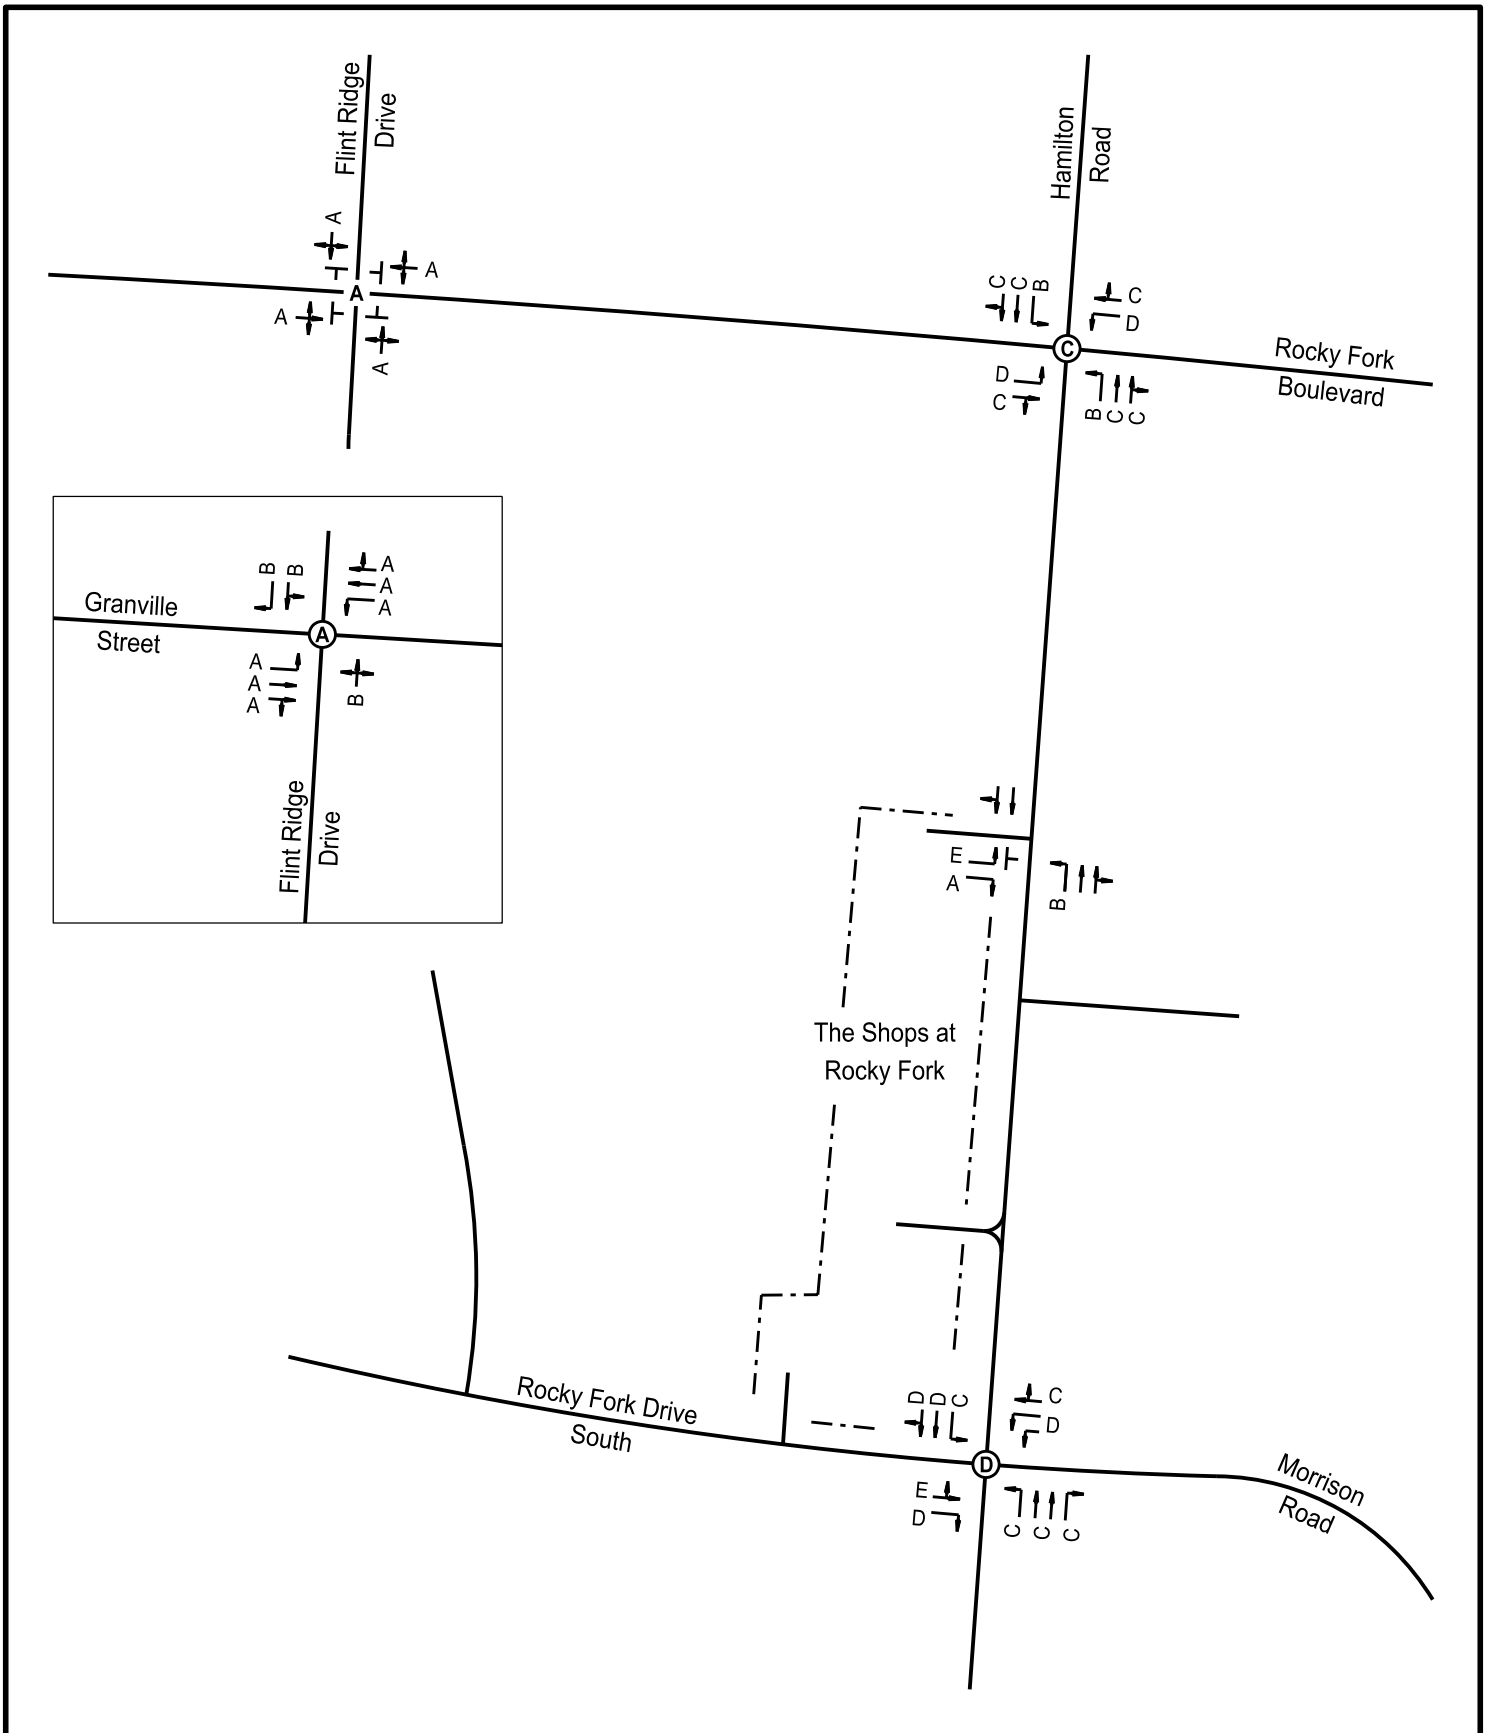 Flint Ridge
Drive
Hamilton
Road
A
A
A
A
A
C
C
B
C
D
C
D
C
B
C
C
Rocky Fork
Boulevard
B
B
A
A
A
Granville
Street
A
A
A
A
B
Flint Ridge
Drive
E
A
B
The Shops at
Rocky Fork
Rocky Fork Drive
South
D
D
C
C
D
D
E
D
C
C
C
Morrison
Road